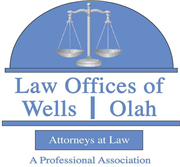 Law Offices of
Wells | Olah
Attorneys at Law
A Professional Association